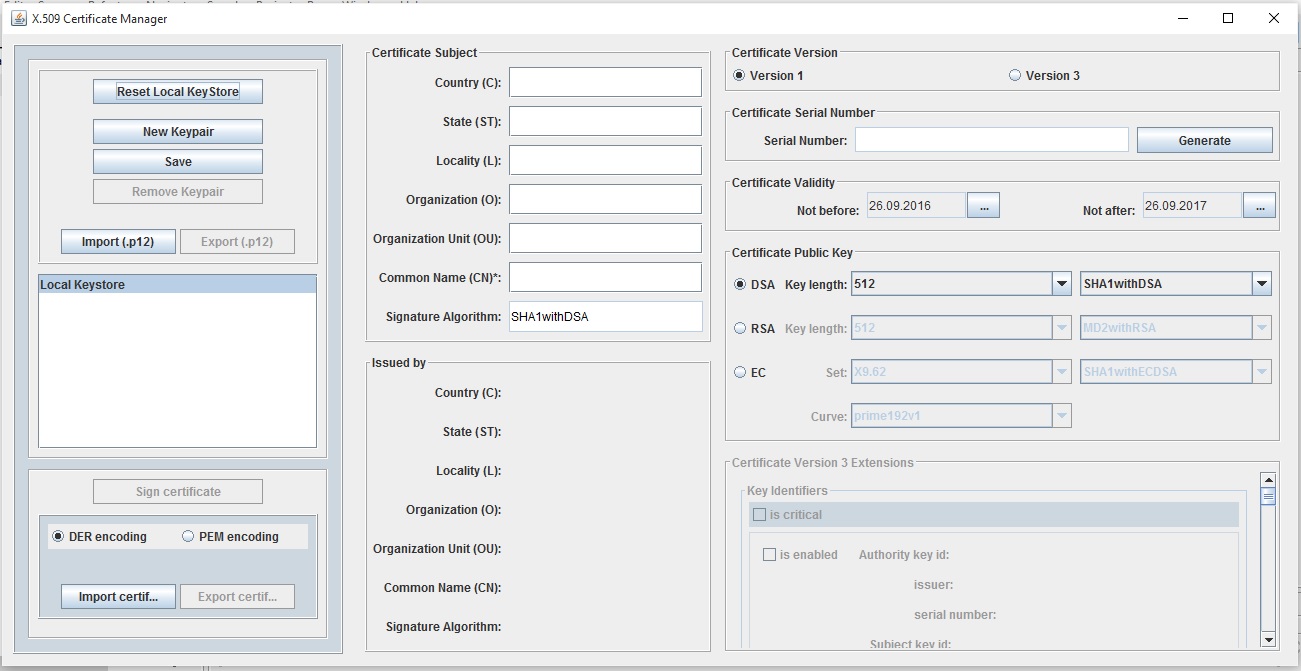 X.509 Certificate Manager
Reset Local KeyStore
New Keypair
Save
Remove Keypair
Import (.p12)
Export (.p12)
Local Keystore
Sign certificate
DER encoding
PEM encoding
Import certif...
Export certif...
Certificate Subject
Country (C):
State (ST):
Locality (L):
Organization (O):
Organization Unit (OU):
Common Name (CN)*:
Signature Algorithm: SHA1withDSA
Issued by
Country (C):
State (ST):
Locality (L):
Organization (O):
Organization Unit (OU):
Common Name (CN):
Signature Algorithm:
Certificate Version
Version 1
Version 3
Certificate Serial Number
Serial Number:
Generate
Certificate Validity
Not before: 26.09.2016 ...
Not after: 26.09.2017 ...
Certificate Public Key
DSA Key length: 512 SHA1withDSA
RSA Key length: 512 MD2withRSA
EC Set: X9.62 SHA1withECDSA
Curve: prime192v1
Certificate Version 3 Extensions
Key Identifiers
is critical
is enabled Authority key id:
issuer:
serial number:
Subject key id: